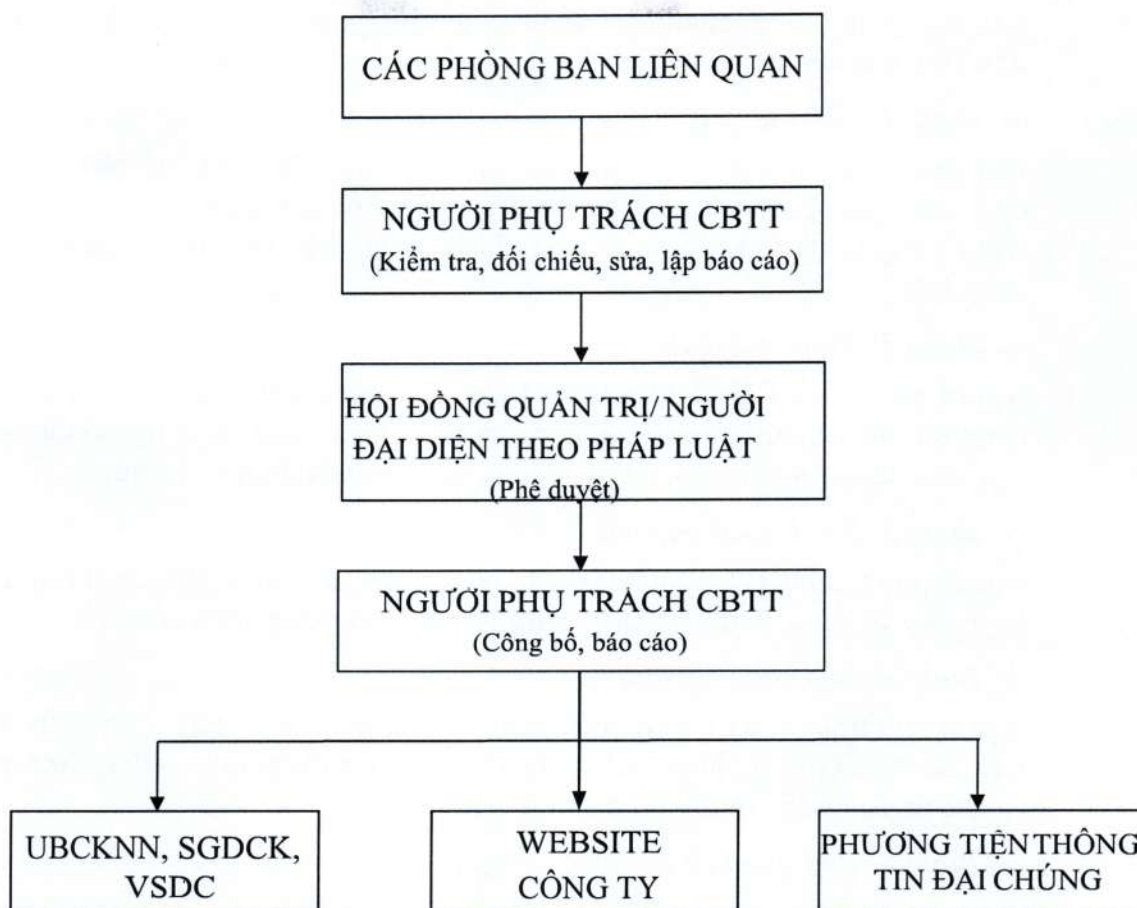 CÁC PHÒNG BAN LIÊN QUAN
NGƯỜI PHỤ TRÁCH CBTT
(Kiểm tra, đối chiếu, sửa, lập báo cáo)
HỘI ĐỒNG QUẢN TRỊ/ NGƯỜI
ĐẠI DIỆN THEO PHÁP LUẬT
(Phê duyệt)
NGƯỜI PHỤ TRÁCH CBTT
(Công bố, báo cáo)
UBCKNN, SGDCK,
VSDC
WEBSITE
CÔNG TY
PHƯƠNG TIỆN THÔNG
TIN ĐẠI CHÚNG